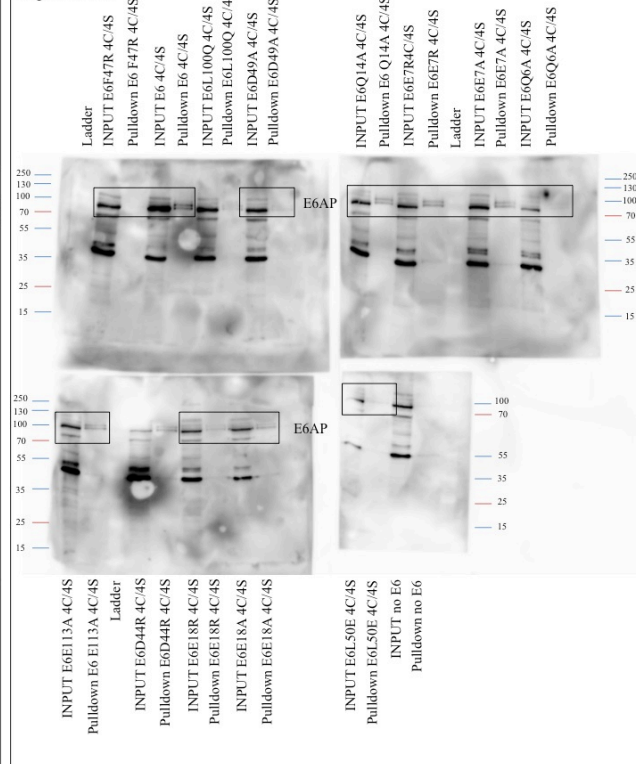 Ladder
INPUT E6F47R 4C/4S
Pulldown E6 F47R 4C/4S
INPUT E6 4C/4S
Pulldown E6 4C/4S
INPUT E6L100Q 4C/4S
Pulldown E6L100Q 4C/4S
INPUT E6D49A 4C/4S
Pulldown E6D49A 4C/4S
INPUT E6Q14A 4C/4S
Pulldown E6 Q14A 4C/4S
INPUT E6E7R4C/4S
Pulldown E6E7R 4C/4S
Ladder
INPUT E6E7A 4C/4S
Pulldown E6E7A 4C/4S
INPUT E6Q6A 4C/4S
Pulldown E6Q6A 4C/4S
250
130
100
70
55
35
25
15
E6AP
250
130
100
70
55
35
25
15
250
130
100
70
55
35
25
15
E6AP
100
70
55
35
25
15
INPUT E6E113A 4C/4S
Pulldown E6 E113A 4C/4S
Ladder
INPUT E6D44R 4C/4S
Pulldown E6D44R 4C/4S
INPUT E6E18R 4C/4S
Pulldown E6E18R 4C/4S
INPUT E6E18A 4C/4S
Pulldown E6E18A 4C/4S
INPUT E6L50E 4C/4S
Pulldown E6L50E 4C/4S
INPUT no E6
Pulldown no E6